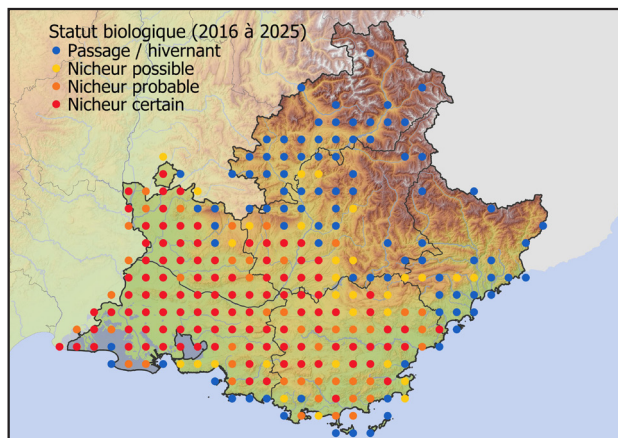 Statut biologique (2016 à 2025)
Passage / hivernant
Nicheur possible
Nicheur probable
Nicheur certain